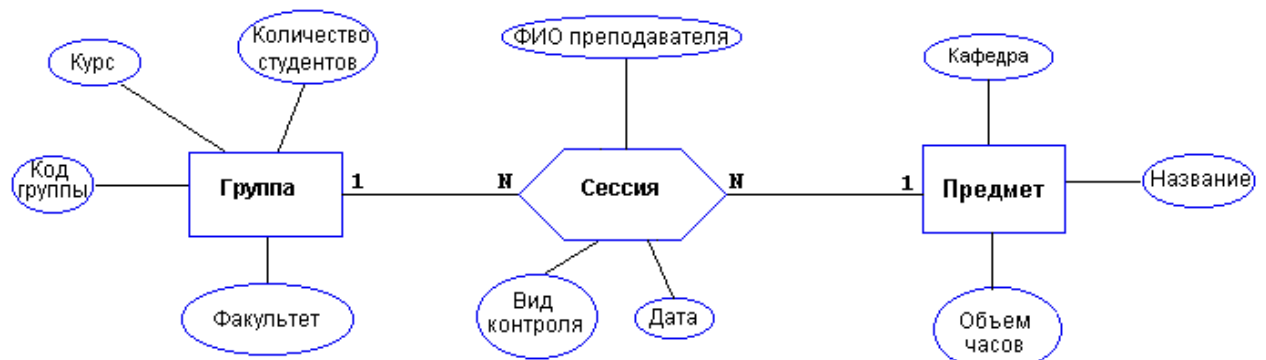 Количество
студентов
ФИО преподавателя
Курс
Кафедра
Код
группы
Группа
1
N
Сессия
N
1
Предмет
Название
Факультет
Вид
контроля
Дата
Объем
часов